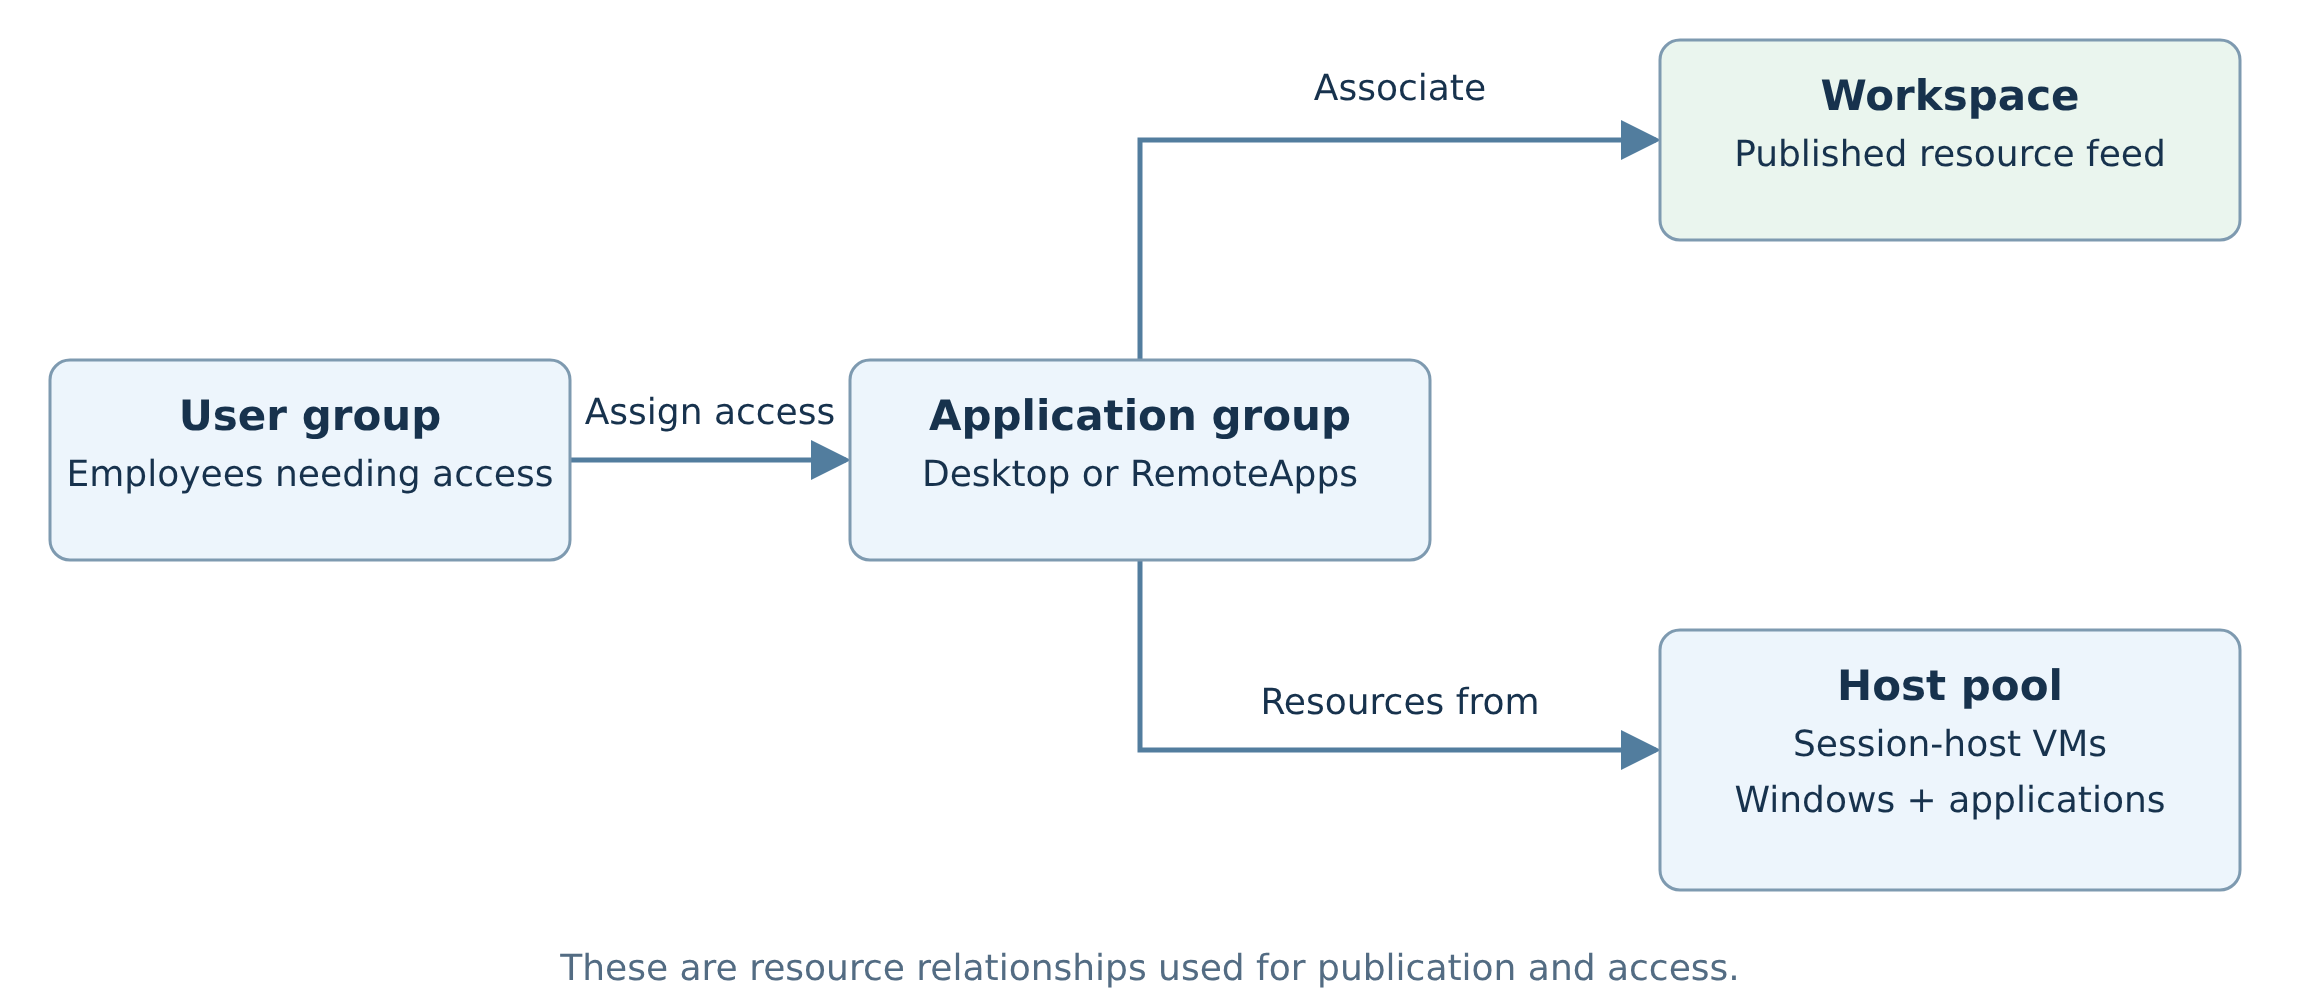 Associate
Workspace
Published resource feed
User group
Employees needing access
Assign access
Application group
Desktop or RemoteApps
Resources from
Host pool
Session-host VMs
Windows + applications
These are resource relationships used for publication and access.